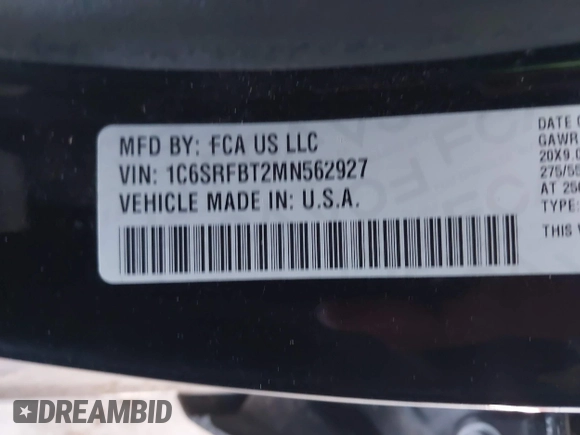 MFD BY: FCA US LLC
VIN: 1C6SRFBT2MN562927
VEHICLE MADE IN: U.S.A.
DATE O
GAWR
20X9.0
275/55
AT 250
TYPE:
THIS V
DREAMBID